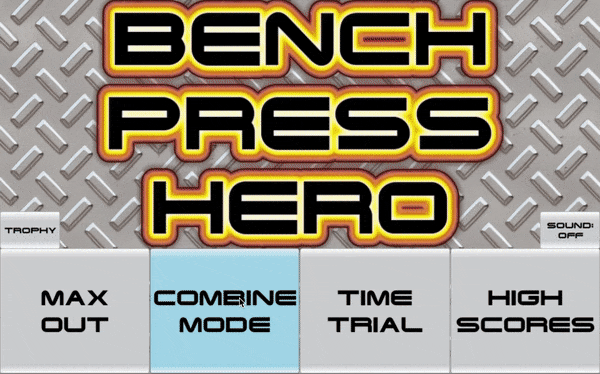 BENCH
PRESS
HERO
TROPHY
SOUND:
OFF
MAX
OUT
COMBINE
MODE
TIME
TRIAL
HIGH
SCORES